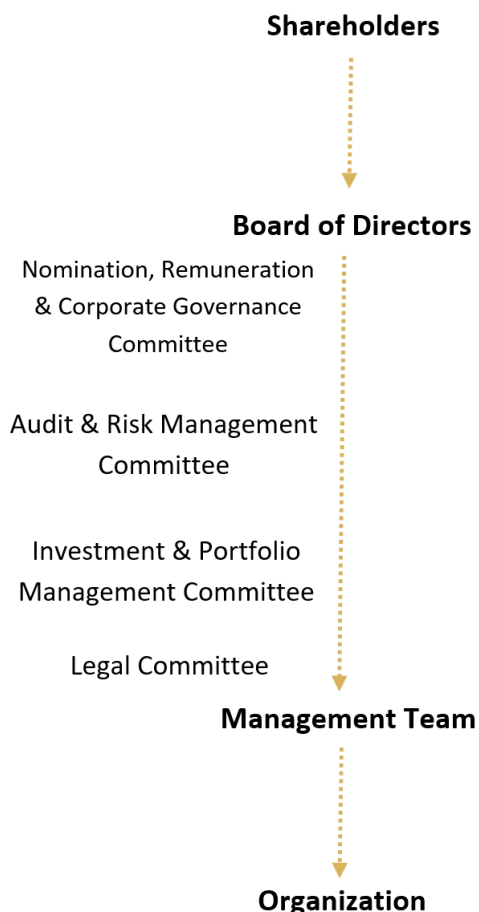 Shareholders
Board of Directors
Nomination, Remuneration
& Corporate Governance
Committee
Audit & Risk Management
Committee
Investment & Portfolio
Management Committee
Legal Committee
Management Team
Organization